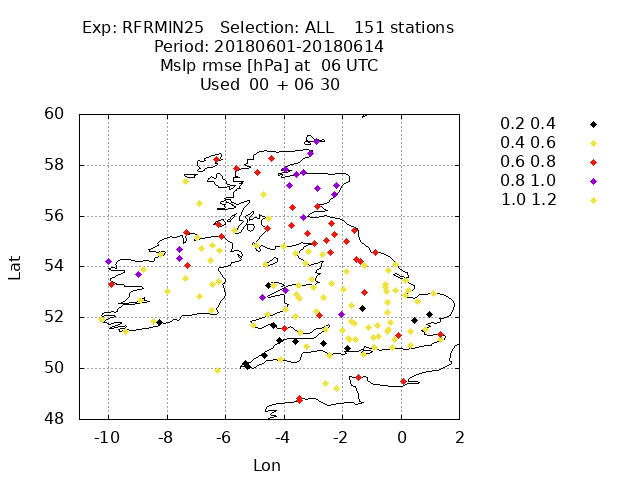 Exp: RFRMIN25 Selection: ALL 151 stations
Period: 20180601-20180614
Mslp rmse [hPa] at 06 UTC
Used 00 + 06 30
60
58
56
54
52
50
48
Lat
-10 -8 -6 -4 -2 0 2
Lon
0.2 0.4
0.4 0.6
0.6 0.8
0.8 1.0
1.0 1.2